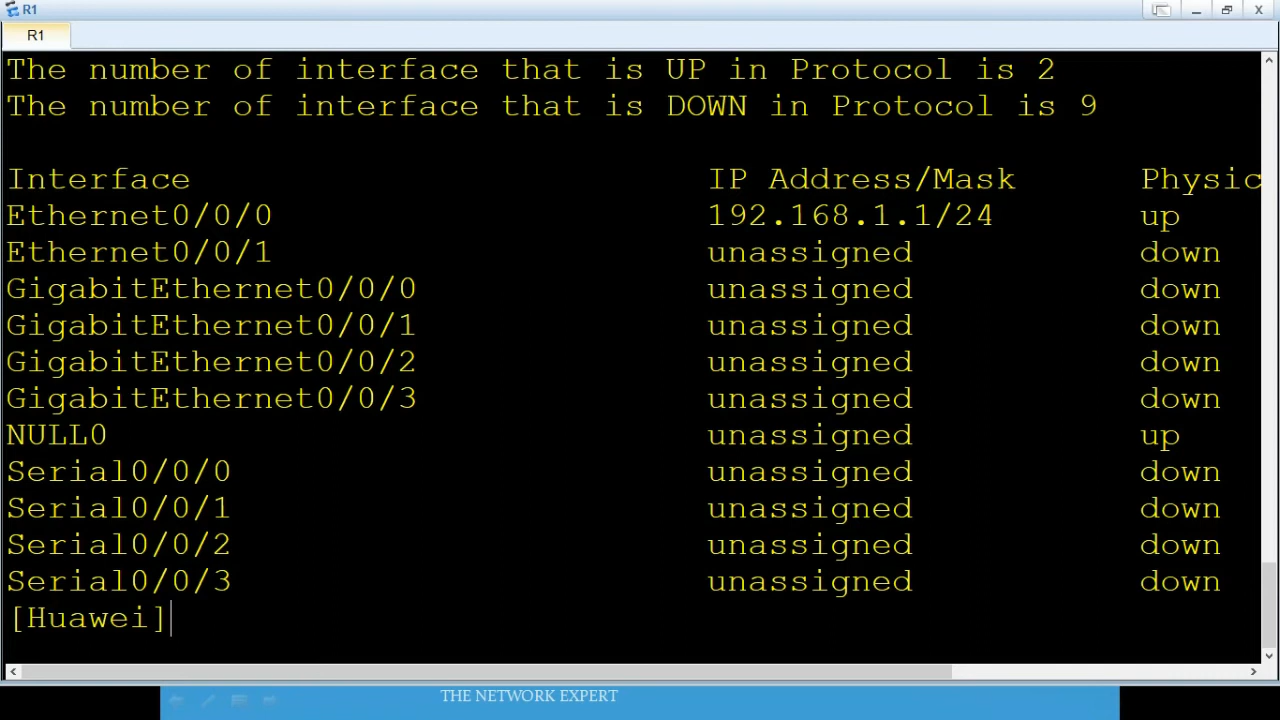 R1
R1
The number of interface that is UP in Protocol is 2
The number of interface that is DOWN in Protocol is 9
Interface IP Address/Mask Physic
Ethernet0/0/0 192.168.1.1/24 up
Ethernet0/0/1 unassigned down
GigabitEthernet0/0/0 unassigned down
GigabitEthernet0/0/1 unassigned down
GigabitEthernet0/0/2 unassigned down
GigabitEthernet0/0/3 unassigned down
NULL0 unassigned up
Serial0/0/0 unassigned down
Serial0/0/1 unassigned down
Serial0/0/2 unassigned down
Serial0/0/3 unassigned down
[Huawei]
THE NETWORK EXPERT